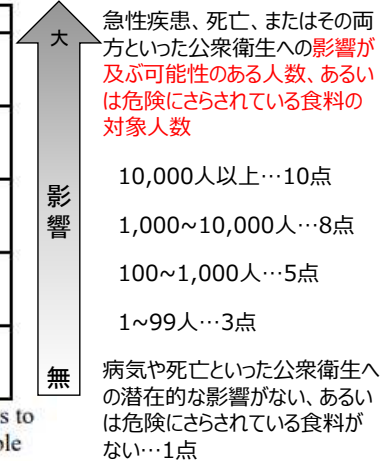 大
影
響
無
急性疾患、死亡、またはその両
方といった公衆衛生への影響が
及ぶ可能性のある人数、あるい
は危険にさらされている食料の
対象人数
10,000人以上…10点
1,000~10,000人…8点
100~1,000人…5点
1~99人…3点
病気や死亡といった公衆衛生へ
の潜在的な影響がない、あるい
は危険にさらされている食料が
ない…1点
s to
ple